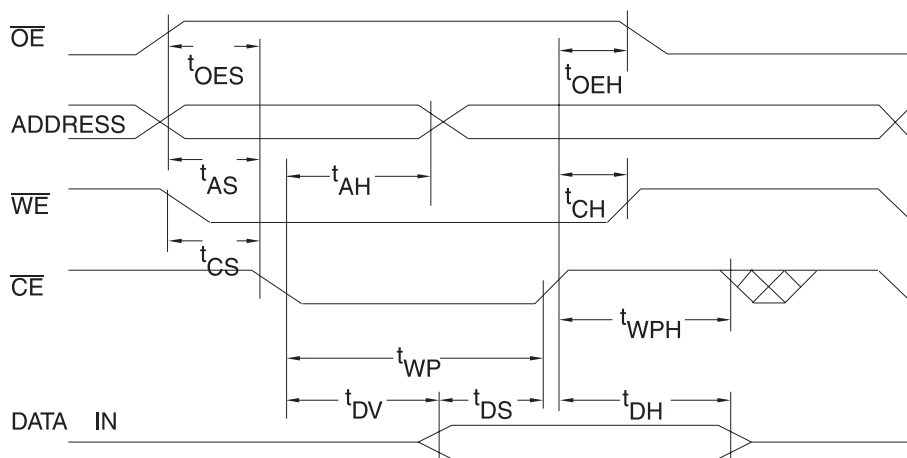 OE
tOES
tOEH
ADDRESS
tAS
tAH
WE
tCH
tCS
CE
tWPH
tWP
tDV
tDS
tDH
DATA IN